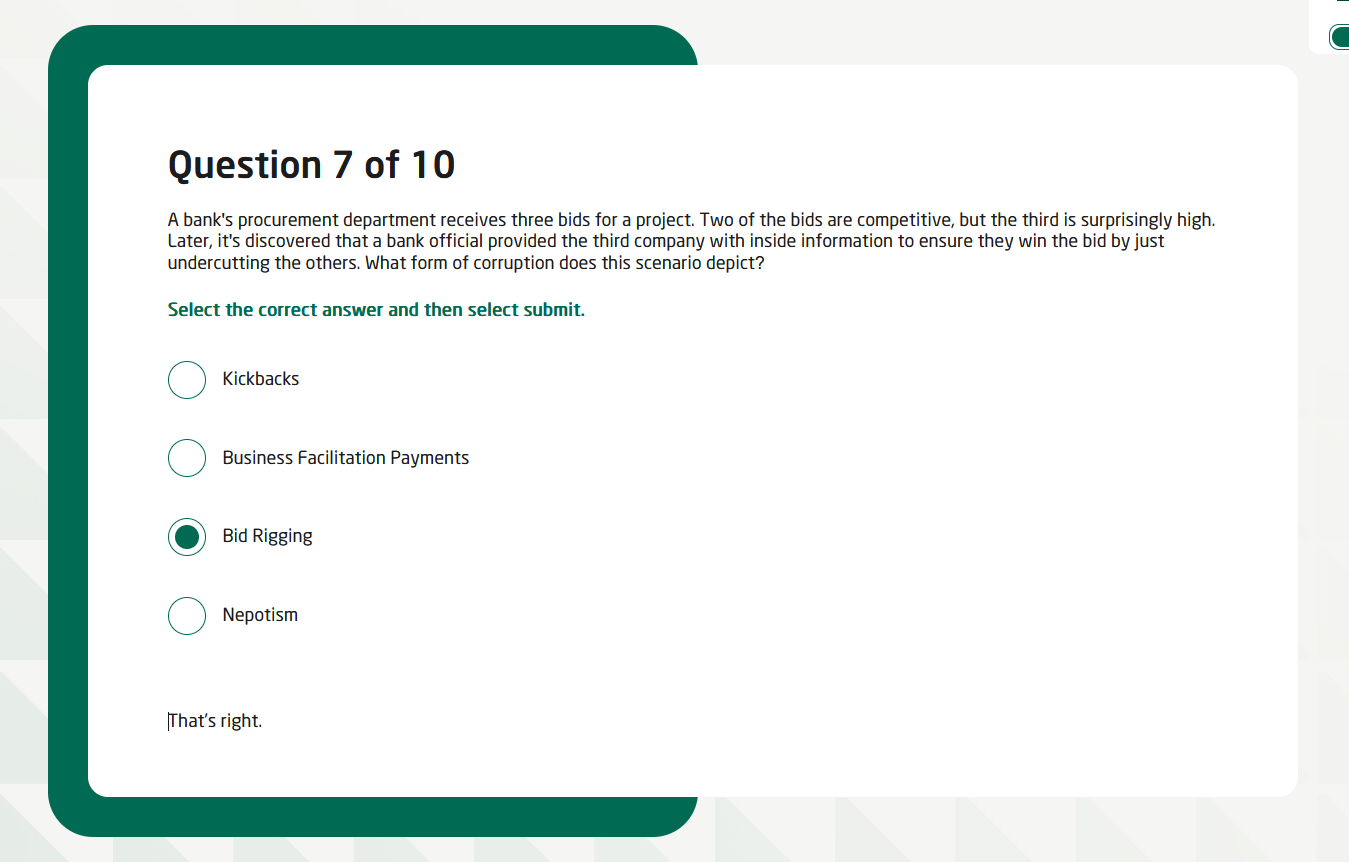 Question 7 of 10
A bank's procurement department receives three bids for a project. Two of the bids are competitive, but the third is surprisingly high.
Later, it's discovered that a bank official provided the third company with inside information to ensure they win the bid by just
undercutting the others. What form of corruption does this scenario depict?
Select the correct answer and then select submit.
Kickbacks
Business Facilitation Payments
Bid Rigging
Nepotism
That's right.